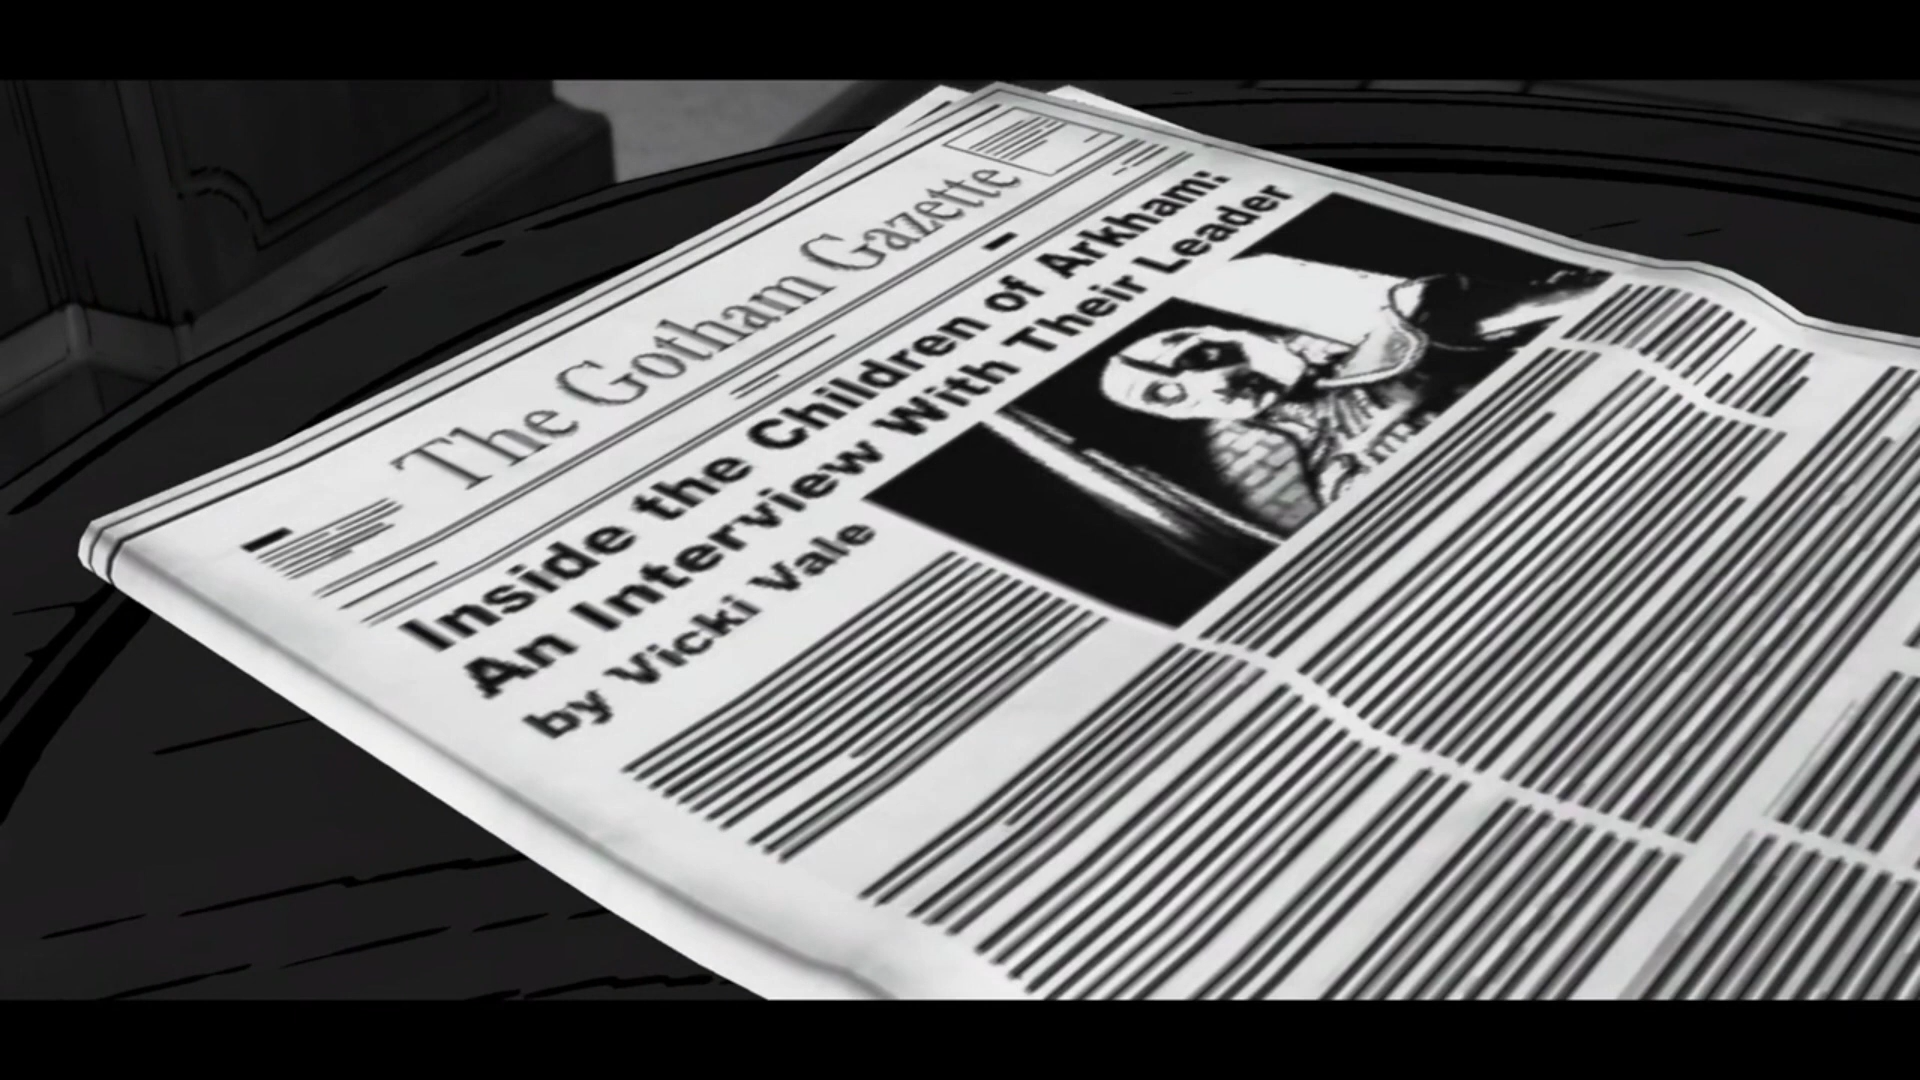 The Gotham Gazette
Inside the Children of Arkham:
An Interview With Their Leader
by Vicki Vale